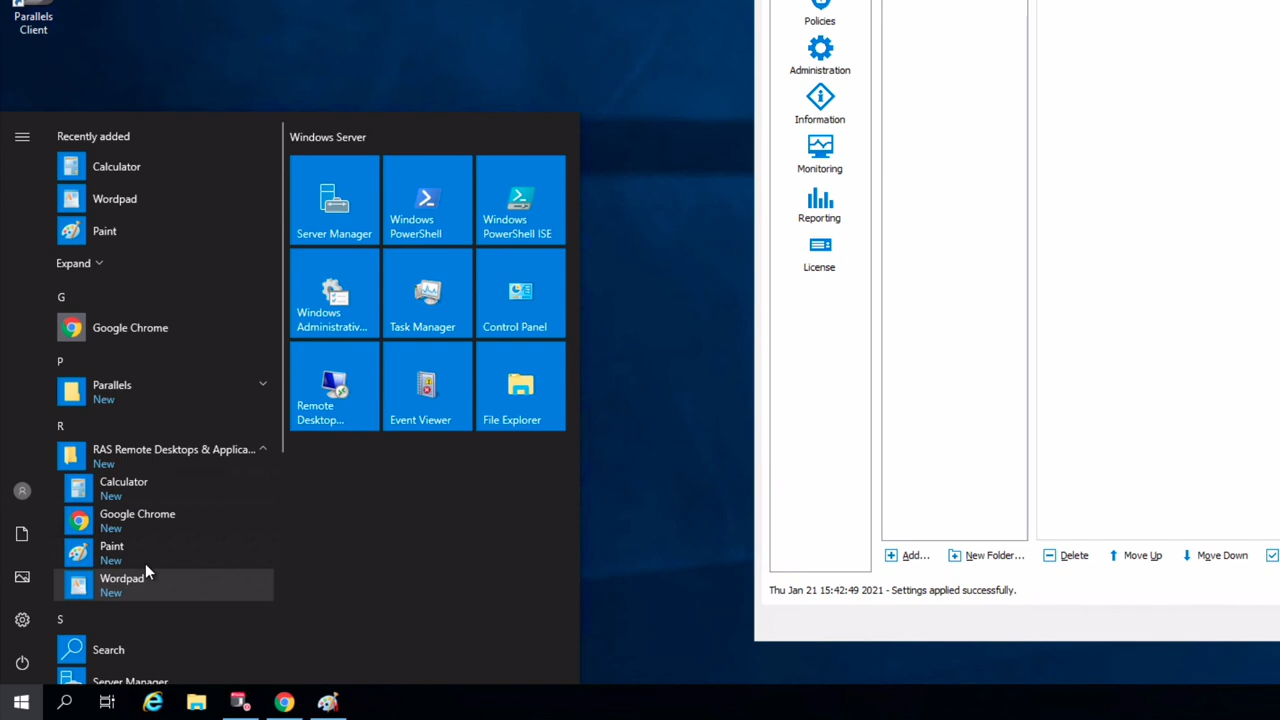 Parallels
Client
Recently added
Calculator
Wordpad
Paint
Expand
G
Google Chrome
P
Parallels
New
R
RAS Remote Desktops & Applica...
New
Calculator
New
Google Chrome
New
Paint
New
Wordpad
New
S
Search
Server Manager
Windows Server
Server Manager
Windows
PowerShell
Windows
PowerShell ISE
Windows
Administrativ...
Task Manager
Control Panel
Remote
Desktop...
Event Viewer
File Explorer
Policies
Administration
Information
Monitoring
Reporting
License
Add...
New Folder...
Delete
Move Up
Move Down
Thu Jan 21 15:42:49 2021 - Settings applied successfully.